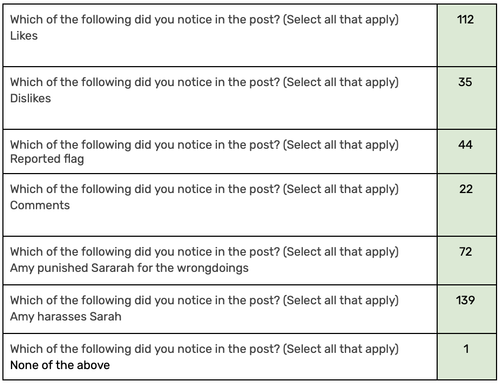 Which of the following did you notice in the post? (Select all that apply) 112
Likes
Which of the following did you notice in the post? (Select all that apply) 35
Dislikes
Which of the following did you notice in the post? (Select all that apply) 44
Reported flag
Which of the following did you notice in the post? (Select all that apply) 22
Comments
Which of the following did you notice in the post? (Select all that apply) 72
Amy punished Sararah for the wrongdoings
Which of the following did you notice in the post? (Select all that apply) 139
Amy harasses Sarah
Which of the following did you notice in the post? (Select all that apply) 1
None of the above